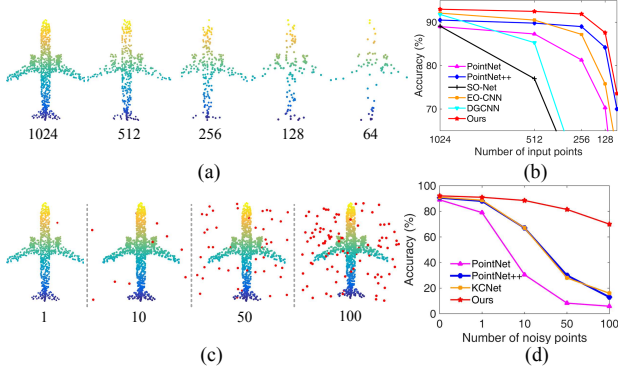 1024 512 256 128 64
(a)
Accuracy (%)
90
80
70
PointNet
PointNet++
SO-Net
EO-CNN
DGCNN
Ours
1024 512 256 128
Number of input points
(b)
1 10 50 100
(c)
Accuracy (%)
100
80
60
40
20
0
PointNet
PointNet++
KCNet
Ours
0 1 10 50 100
Number of noisy points
(d)